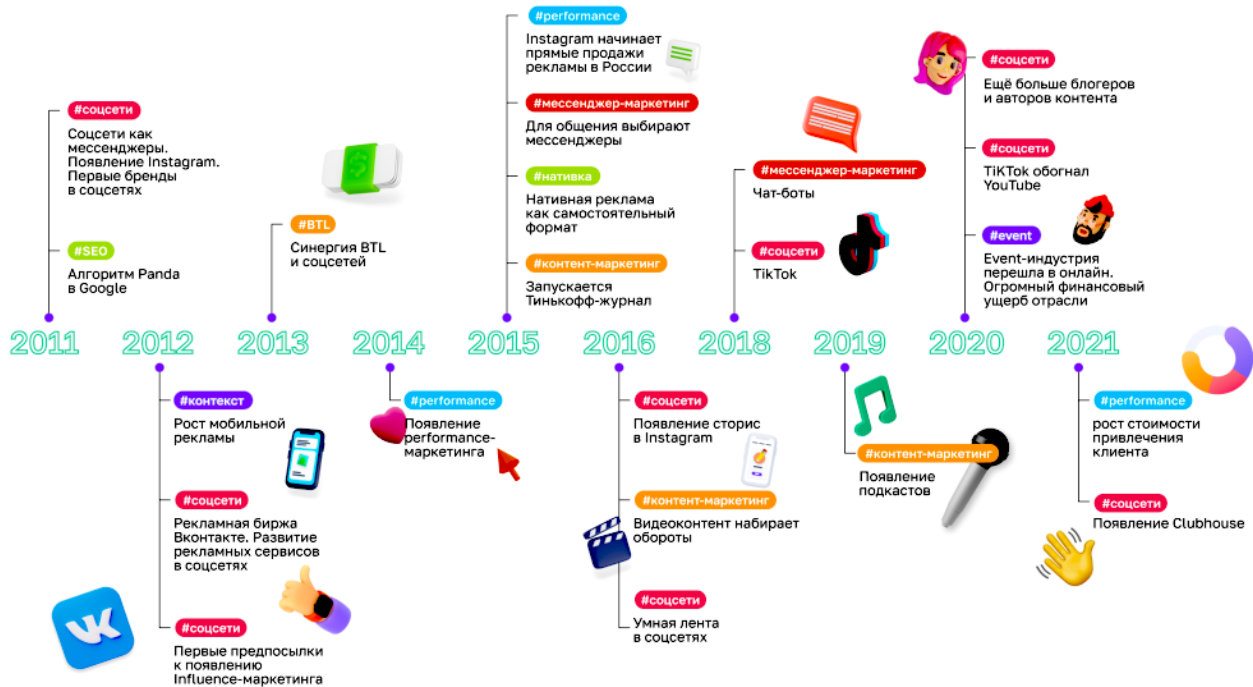 #соцсети
Соцсети как
мессенджеры.
Появление Instagram.
Первые бренды
в соцсетях
#SEO
Алгоритм Panda
в Google
#BTL
Синергия BTL
и соцсетей
#performance
Instagram начинает
прямые продажи
рекламы в России
#мессенджер-маркетинг
Для общения выбирают
мессенджеры
#нативка
Нативная реклама
как самостоятельный
формат
#контент-маркетинг
Запускается
Тинькофф-журнал
#мессенджер-маркетинг
Чат-боты
#соцсети
TikTok
#соцсети
Ещё больше блогеров
и авторов контента
#соцсети
TiKTok обогнал
YouTube
#event
Event-индустрия
перешла в онлайн.
Огромный финансовый
ущерб отрасли
2011 2012 2013 2014 2015 2016 2018 2019 2020 2021
#контекст
Рост мобильной
рекламы
#соцсети
Рекламная биржа
Вконтакте. Развитие
рекламных сервисов
в соцсетях
#соцсети
Первые предпосылки
к появлению
Influence-маркетинга
#performance
Появление
performance-
маркетинга
#соцсети
Появление сторис
в Instagram
#контент-маркетинг
Видеоконтент набирает
обороты
#соцсети
Умная лента
в соцсетях
#контент-маркетинг
Появление
подкастов
#performance
рост стоимости
привлечения
клиента
#соцсети
Появление Clubhouse